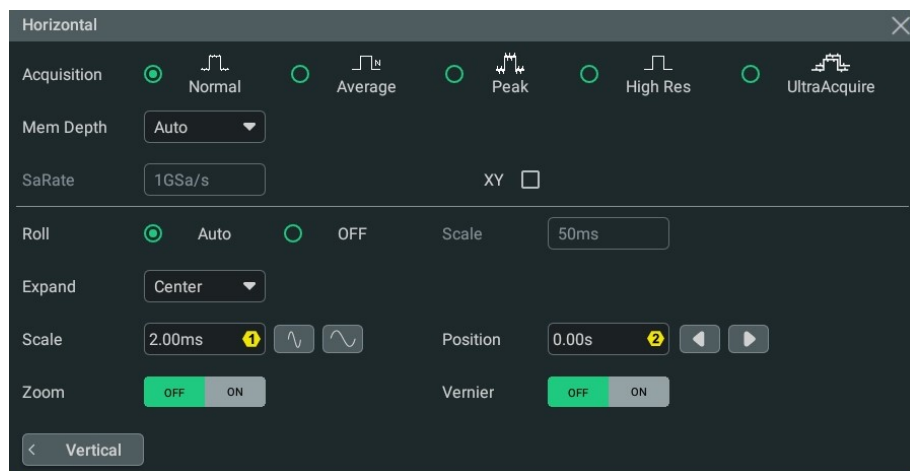 Horizontal
Acquisition Normal N Average Peak High Res UltraAcquire
Mem Depth Auto
SaRate 1GSa/s XY
Roll Auto OFF Scale 50ms
Expand Center
Scale 2.00ms 1 Position 0.00s 2
Zoom OFF ON Vernier OFF ON
< Vertical